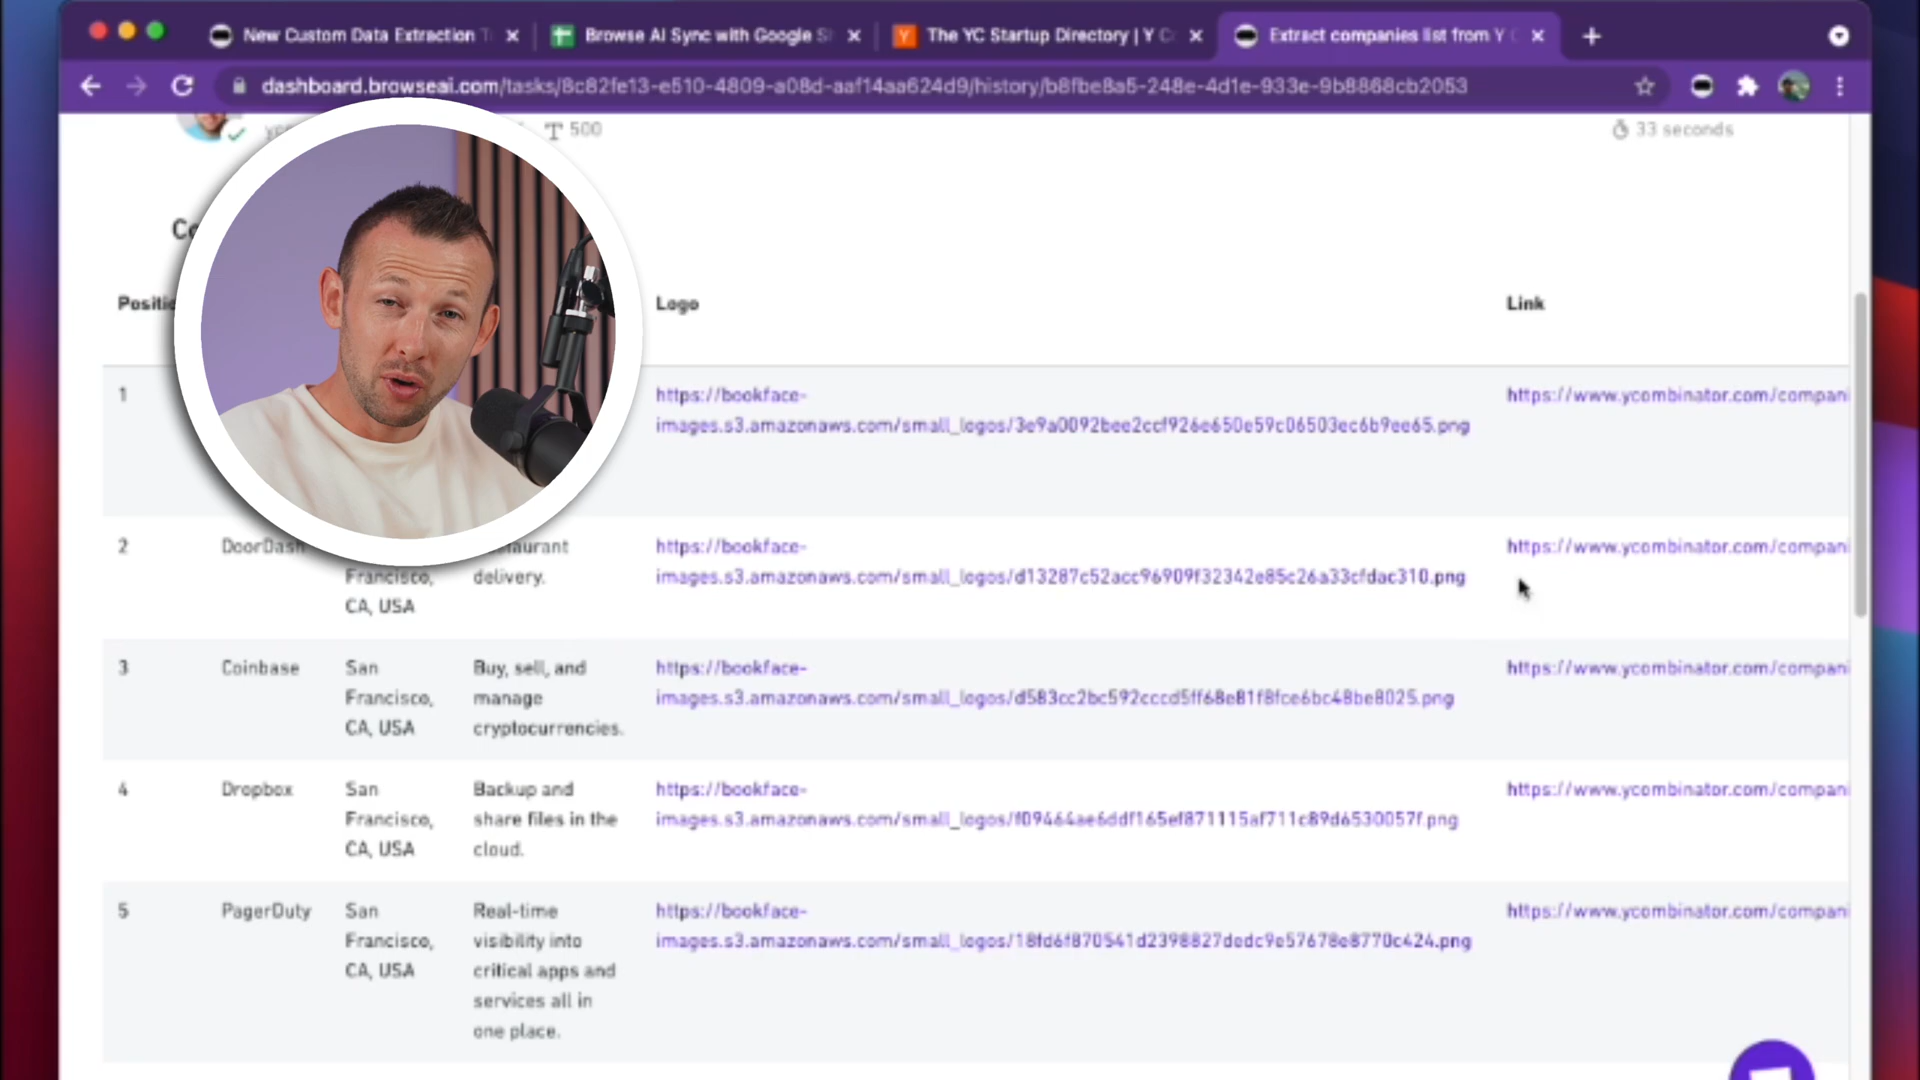 New Custom Data Extraction
Browse AI Sync with Google
The YC Startup Directory | Y
Extract companies list from Y
dashboard.browseai.com/tasks/8c82fe13-e510-4809-a08d-aaf14aa624d9/history/b8fbe8a5-248e-4d1e-933e-9b8868cb2053
500
33 seconds
Logo
Link
1
https://bookface-
images.s3.amazonaws.com/small_logos/3e9a0092bee2ccf926e650e59c06503ec6b9ee65.png
https://www.ycombinator.com/compani
2
DoorDash
Francisco,
CA, USA
delivery.
https://bookface-
images.s3.amazonaws.com/small_logos/d13287c52acc96909f32342e85c26a33cfdac310.png
https://www.ycombinator.com/compani
3
Coinbase
San
Francisco,
CA, USA
Buy, sell, and
manage
cryptocurrencies.
https://bookface-
images.s3.amazonaws.com/small_logos/d583cc2bc592cccd5ff68e81f8fce6bc48be8025.png
https://www.ycombinator.com/compani
4
Dropbox
San
Francisco,
CA, USA
Backup and
share files in the
cloud.
https://bookface-
images.s3.amazonaws.com/small_logos/f09464ae6ddf165ef871115af711c89d6530057f.png
https://www.ycombinator.com/compani
5
PagerDuty
San
Francisco,
CA, USA
Real-time
visibility into
critical apps and
services all in
one place.
https://bookface-
images.s3.amazonaws.com/small_logos/18fd6f870541d2398827dedc9e57678e8770c424.png
https://www.ycombinator.com/compani